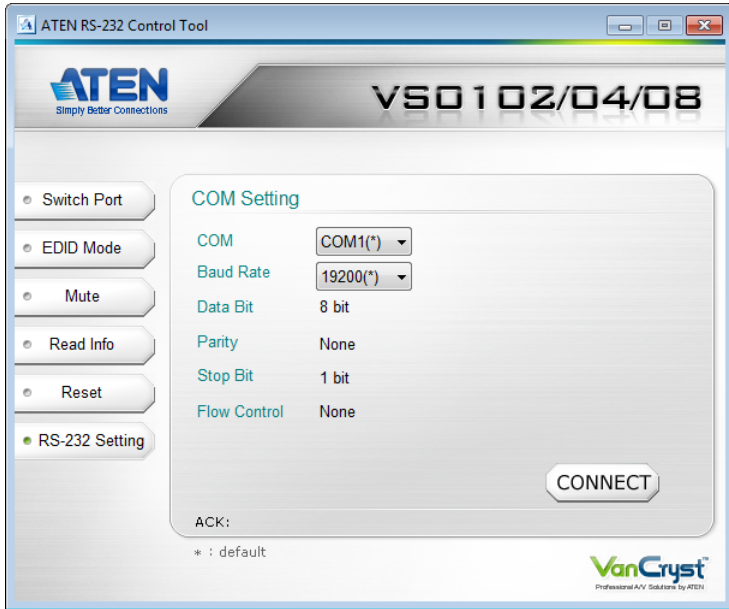 ATEN RS-232 Control Tool
ATEN
Simply Better Connections
VS0102/04/08
Switch Port
EDID Mode
Mute
Read Info
Reset
RS-232 Setting
COM Setting
COM COM1(*)
Baud Rate 19200(*)
Data Bit 8 bit
Parity None
Stop Bit 1 bit
Flow Control None
CONNECT
ACK:
* : default
VanCryst™
Professional A/V Solutions by ATEN